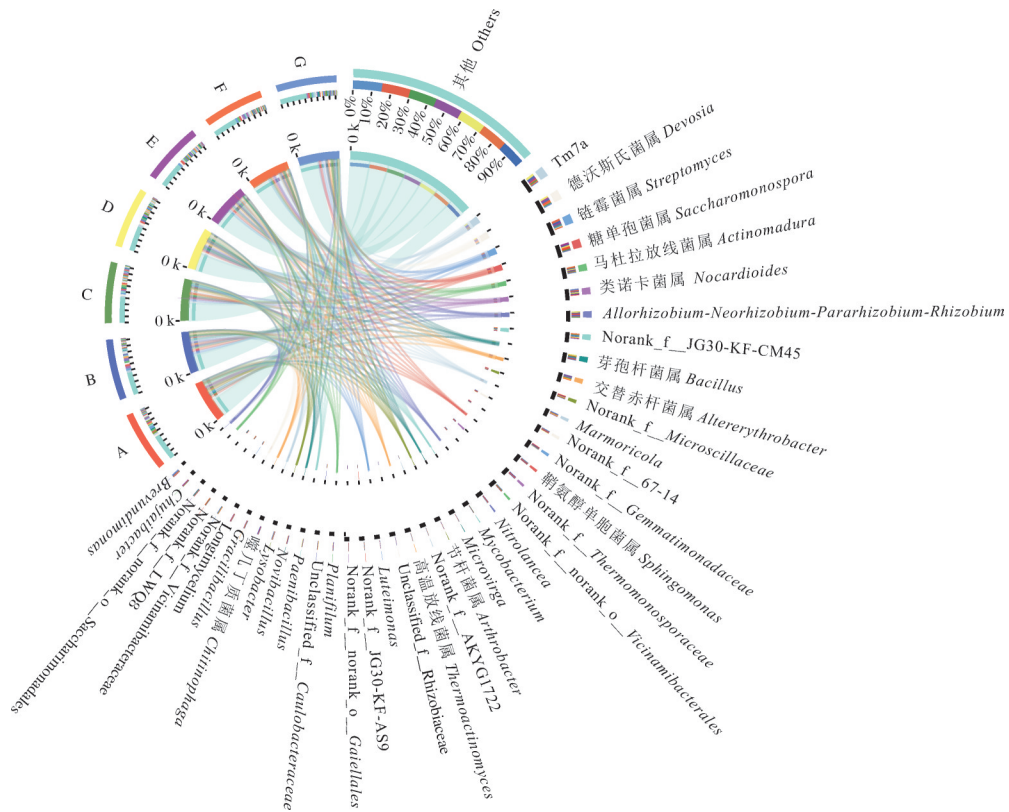 G
F
E
D
C
B
A
0 k
0 k
0 k
0 k
0 k
0 k
0 k
0 k
0%
10%
20%
30%
40%
50%
60%
70%
80%
90%
其他 Others
Tm7a
德沃斯氏菌属 Devosia
链霉菌属 Streptomyces
糖单孢菌属 Saccharomonospora
马杜拉放线菌属 Actinomadura
类诺卡菌属 Nocardioides
Allorhizobium-Neorhizobium-Pararhizobium-Rhizobium
Norank_f__JG30-KF-CM45
芽孢杆菌属 Bacillus
交替赤杆菌属 Altererythrobacter
Norank_f__Microscillaceae
Marmoricola
Norank_f__67-14
Norank_f__Gemmatimonadaceae
鞘氨醇单胞菌属 Sphingomonas
Norank_f__Thermomonosporaceae
Norank_f__norank_o__Vicinamibacterales
Nitrolancea
Mycobacterium
Microvirga
节杆菌属 Arthrobacter
Norank_f__AKYG1722
高温放线菌属 Thermoactinomyces
Unclassified_f__Rhizobiaceae
Luteimonas
Norank_f__JG30-KF-AS9
Norank_f__norank_o__Gaiellales
Planifilum
Unclassified_f__Caulobacteraceae
Paenibacillus
Novibacillus
Lysobacter
噬几丁质菌属 Chitinophaga
Gracilibacillus
Longimycelium
Norank_f__Vicinamibacteraceae
Norank_f__LWQ8
Norank_f_norank_o__Saccharimonadales
Chujaibacter
Brevundimonas